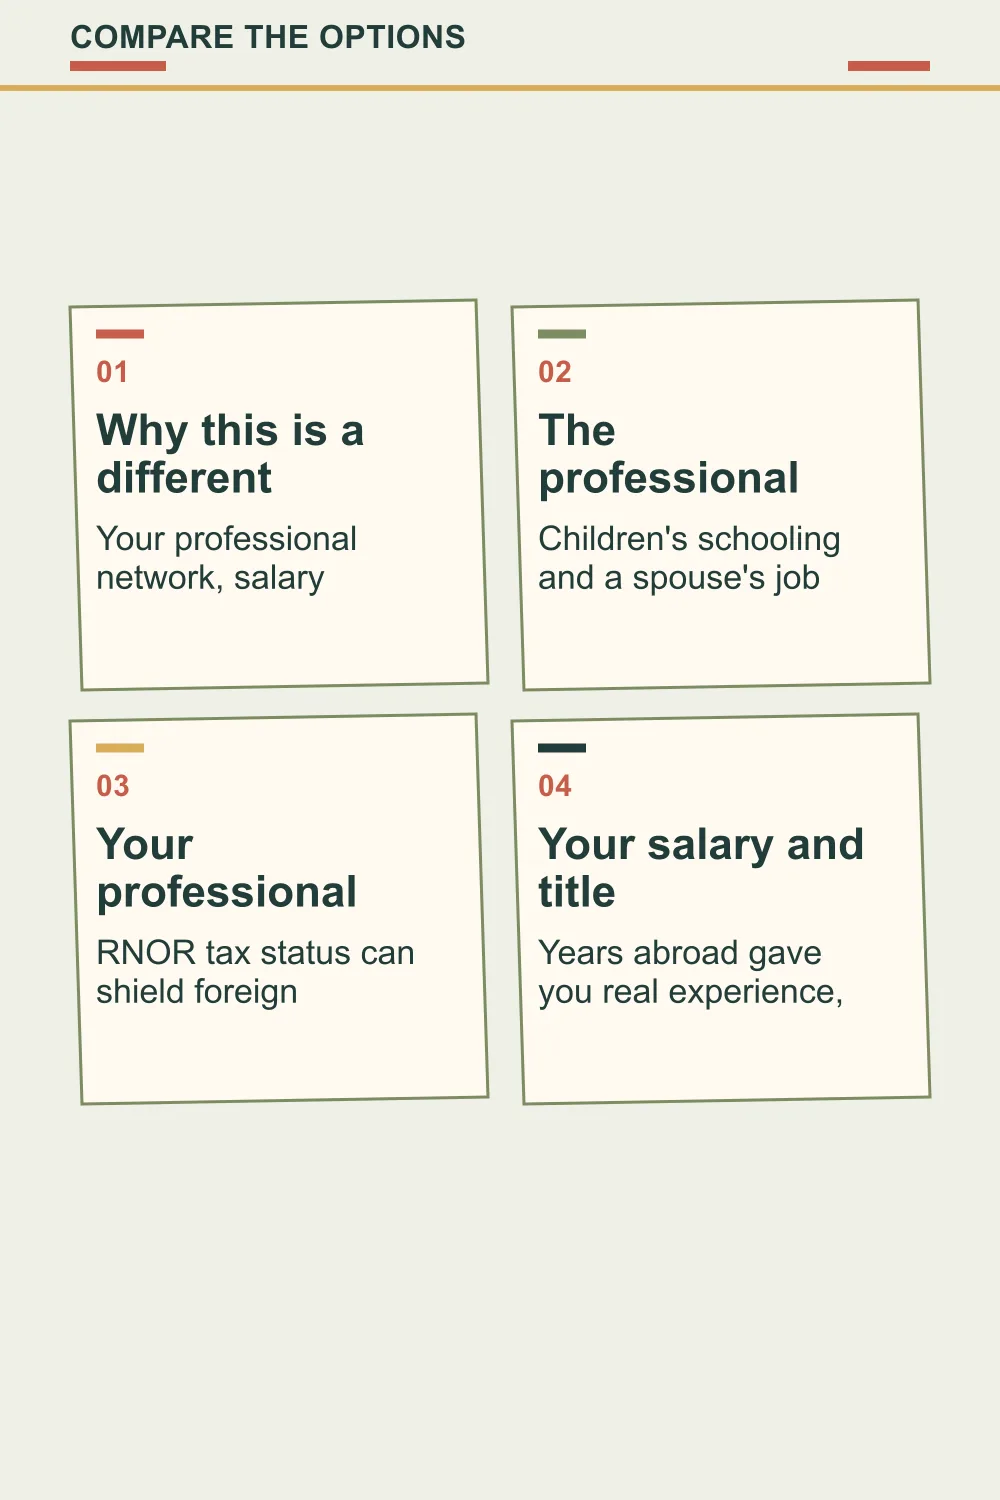 COMPARE THE OPTIONS
01
Why this is a
different
Your professional
network, salary
02
The
professional
Children's schooling
and a spouse's job
03
Your
professional
RNOR tax status can
shield foreign
04
Your salary and
title
Years abroad gave
you real experience,